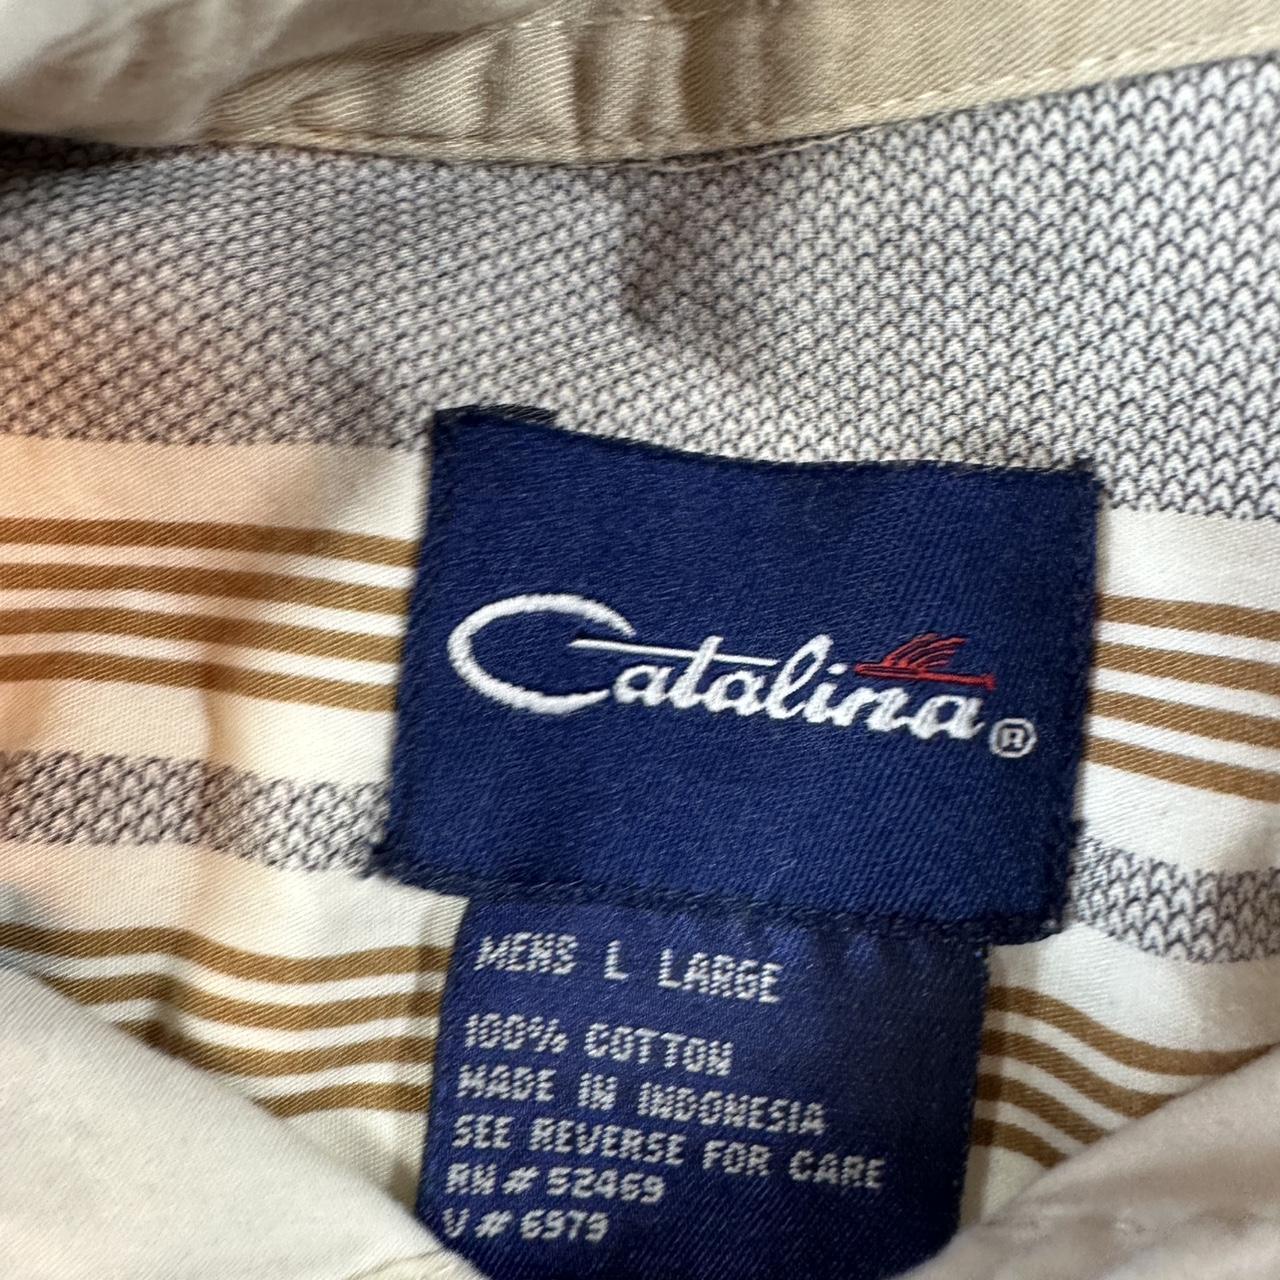 Catalina®
MENS L LARGE
100% COTTON
MADE IN INDONESIA
SEE REVERSE FOR CARE
RN # 52469
V # 6979